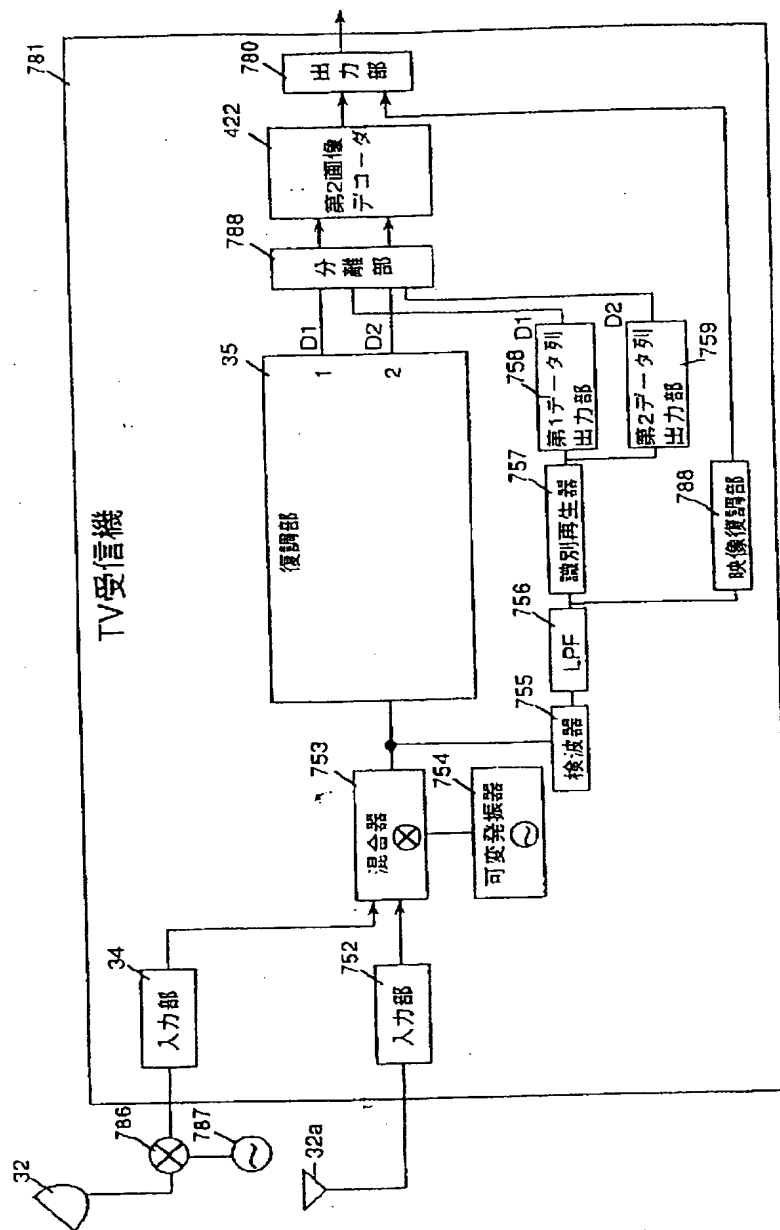 TV受信機
781
32
786
787
34
入力部
32a
752
入力部
753
混合器
754
可変発振器
35
復調部
1
2
D1
D2
788
分離部
422
第2画像
デコーダ
780
出力部
755
検波器
756
LPF
757
識別再生器
758
第1データ列
出力部
D1
第2データ列
出力部
D2
759
788
映像復調部